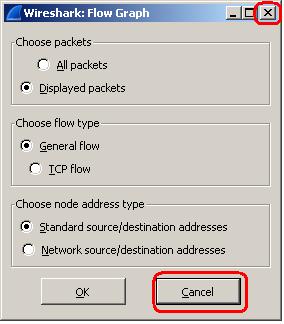 Wireshark: Flow Graph
Choose packets
All packets
Displayed packets
Choose flow type
General flow
TCP flow
Choose node address type
Standard source/destination addresses
Network source/destination addresses
OK
Cancel